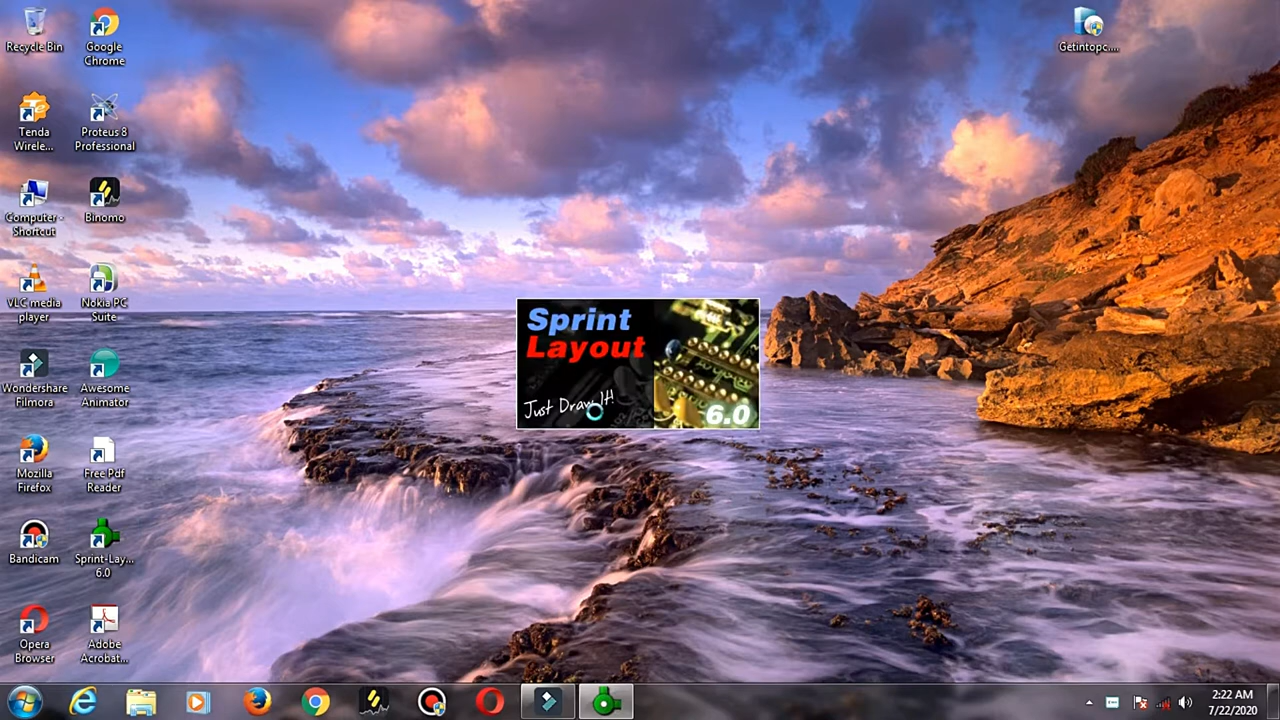 Recycle Bin
Google
Chrome
Getintopc....
Tenda
Wirele...
Proteus 8
Professional
Computer -
Shortcut
Binomo
VLC media
player
Nokia PC
Suite
Sprint
Layout
Just Draw It!
6.0
Wondershare
Filmora
Awesome
Animator
Mozilla
Firefox
Free Pdf
Reader
Bandicam
Sprint-Lay...
6.0
Opera
Browser
Adobe
Acrobat...
2:22 AM
7/22/2020